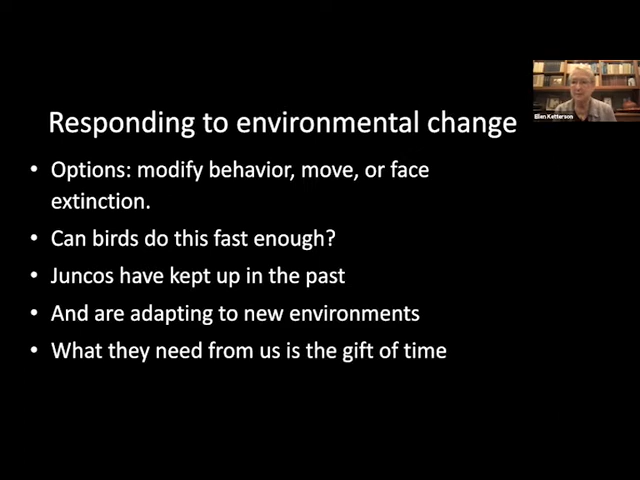 Ellen Ketterson
Responding to environmental change
• Options: modify behavior, move, or face
extinction.
• Can birds do this fast enough?
• Juncos have kept up in the past
• And are adapting to new environments
• What they need from us is the gift of time